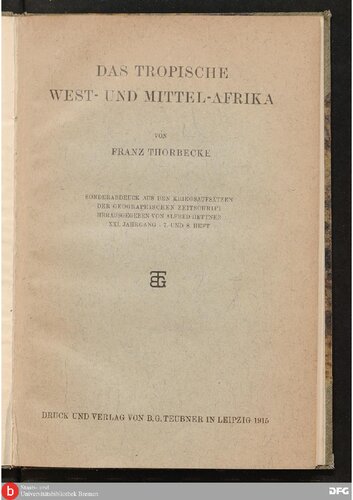 DAS TROPISCHE
WEST- UND MITTEL-AFRIKA
VON
FRANZ THORBECKE
SONDERABDRUCK AUS DEN KRIEGSAUFSÄTZEN
DER GEOGRAPHISCHEN ZEITSCHRIFT
HERAUSGEGEBEN VON ALFRED HETTNER
XXI. JAHRGANG · 7. UND 8. HEFT
BTG
DRUCK UND VERLAG VON B. G. TEUBNER IN LEIPZIG 1915
b
Staats- und
Universitätsbibliothek Bremen
DFG